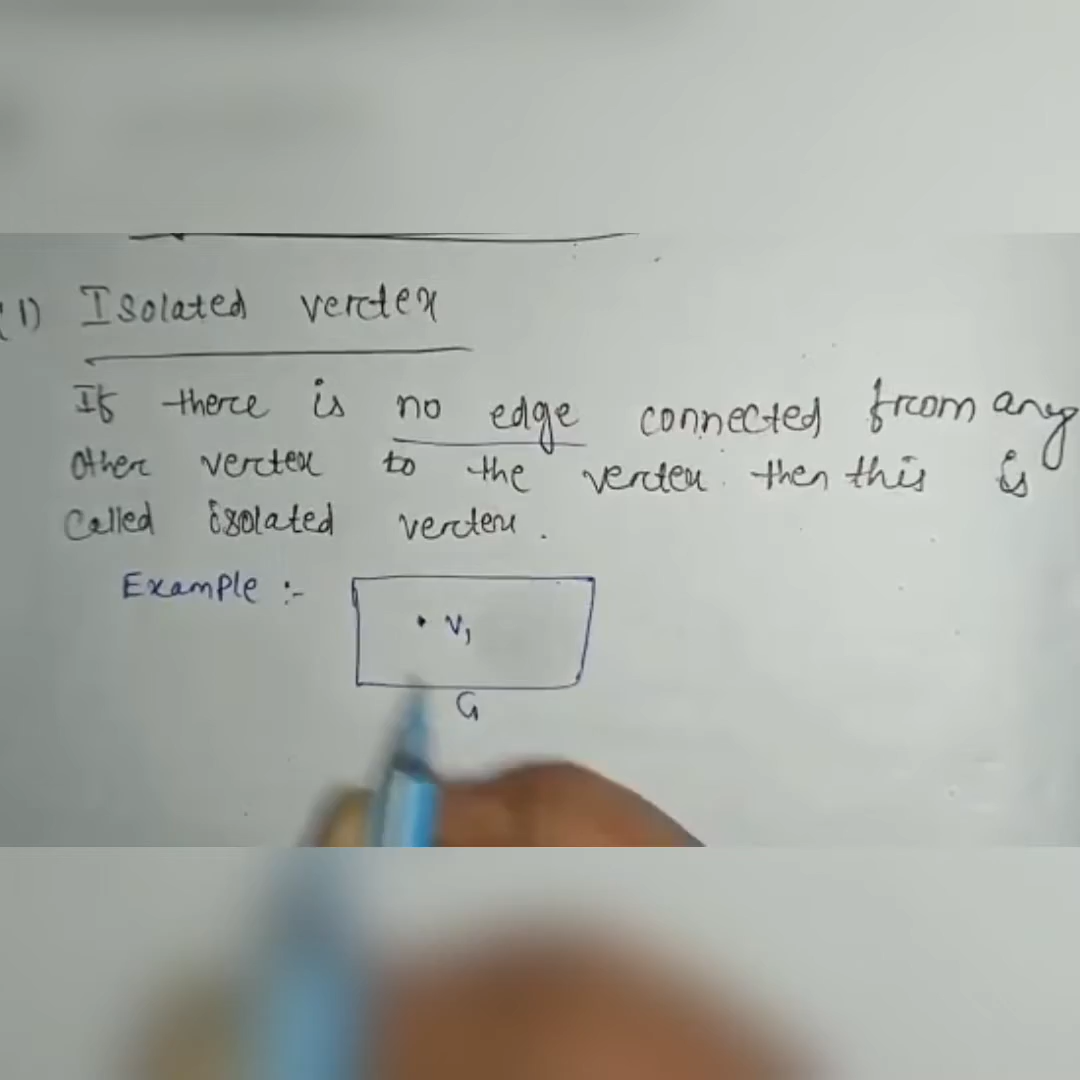 (1) Isolated vertex
If there is no edge connected from any
other vertex to the vertex then this is
called isolated vertex.
Example :-
V1
G